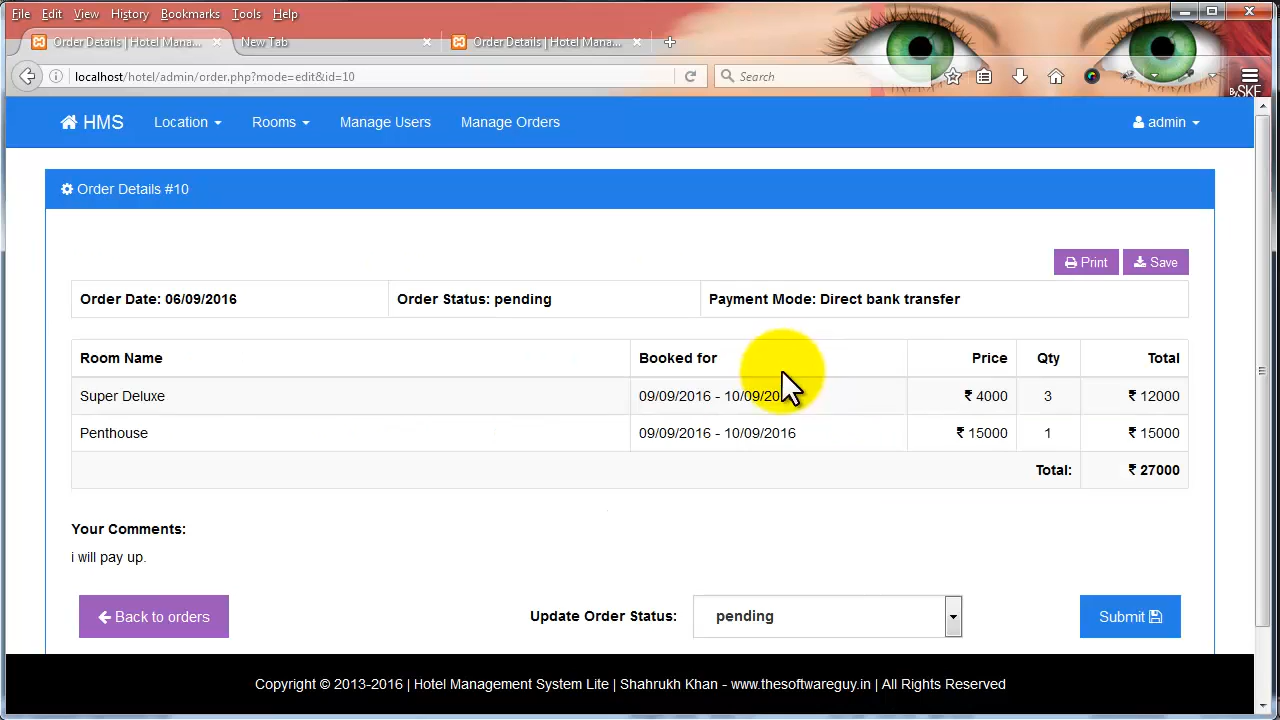 File Edit View History Bookmarks Tools Help
Order Details | Hotel Mana... New Tab Order Details | Hotel Mana...
localhost/hotel/admin/order.php?mode=edit&id=10 Search
BySKE
HMS Location Rooms Manage Users Manage Orders admin
Order Details #10
Print Save
Order Date: 06/09/2016 Order Status: pending Payment Mode: Direct bank transfer
Room Name Booked for Price Qty Total
Super Deluxe 09/09/2016 - 10/09/20 ₹ 4000 3 ₹ 12000
Penthouse 09/09/2016 - 10/09/2016 ₹ 15000 1 ₹ 15000
Total: ₹ 27000
Your Comments:
i will pay up.
Back to orders Update Order Status: pending Submit
Copyright © 2013-2016 | Hotel Management System Lite | Shahrukh Khan - www.thesoftwareguy.in | All Rights Reserved